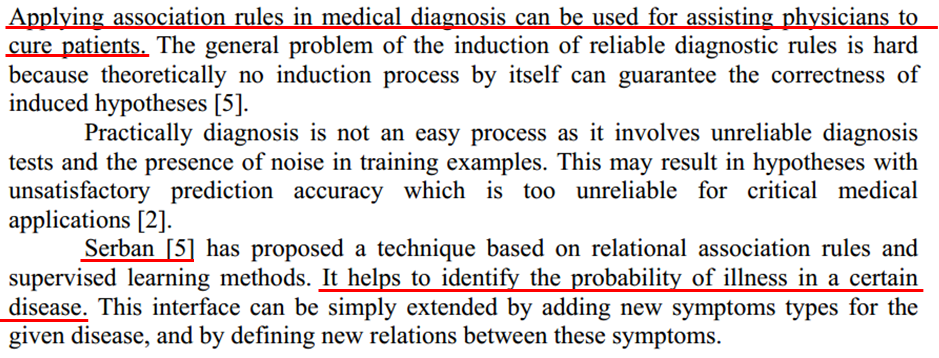 Applying association rules in medical diagnosis can be used for assisting physicians to
cure patients. The general problem of the induction of reliable diagnostic rules is hard
because theoretically no induction process by itself can guarantee the correctness of
induced hypotheses [5].
Practically diagnosis is not an easy process as it involves unreliable diagnosis
tests and the presence of noise in training examples. This may result in hypotheses with
unsatisfactory prediction accuracy which is too unreliable for critical medical
applications [2].
Serban [5] has proposed a technique based on relational association rules and
supervised learning methods. It helps to identify the probability of illness in a certain
disease. This interface can be simply extended by adding new symptoms types for the
given disease, and by defining new relations between these symptoms.